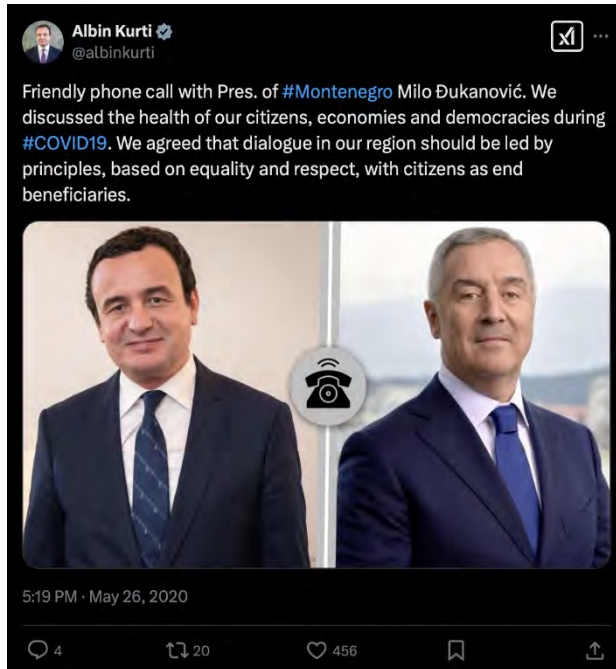 Albin Kurti
@albinkurti
Friendly phone call with Pres. of #Montenegro Milo Đukanović. We
discussed the health of our citizens, economies and democracies during
#COVID19. We agreed that dialogue in our region should be led by
principles, based on equality and respect, with citizens as end
beneficiaries.
5:19 PM · May 26, 2020
4 20 456